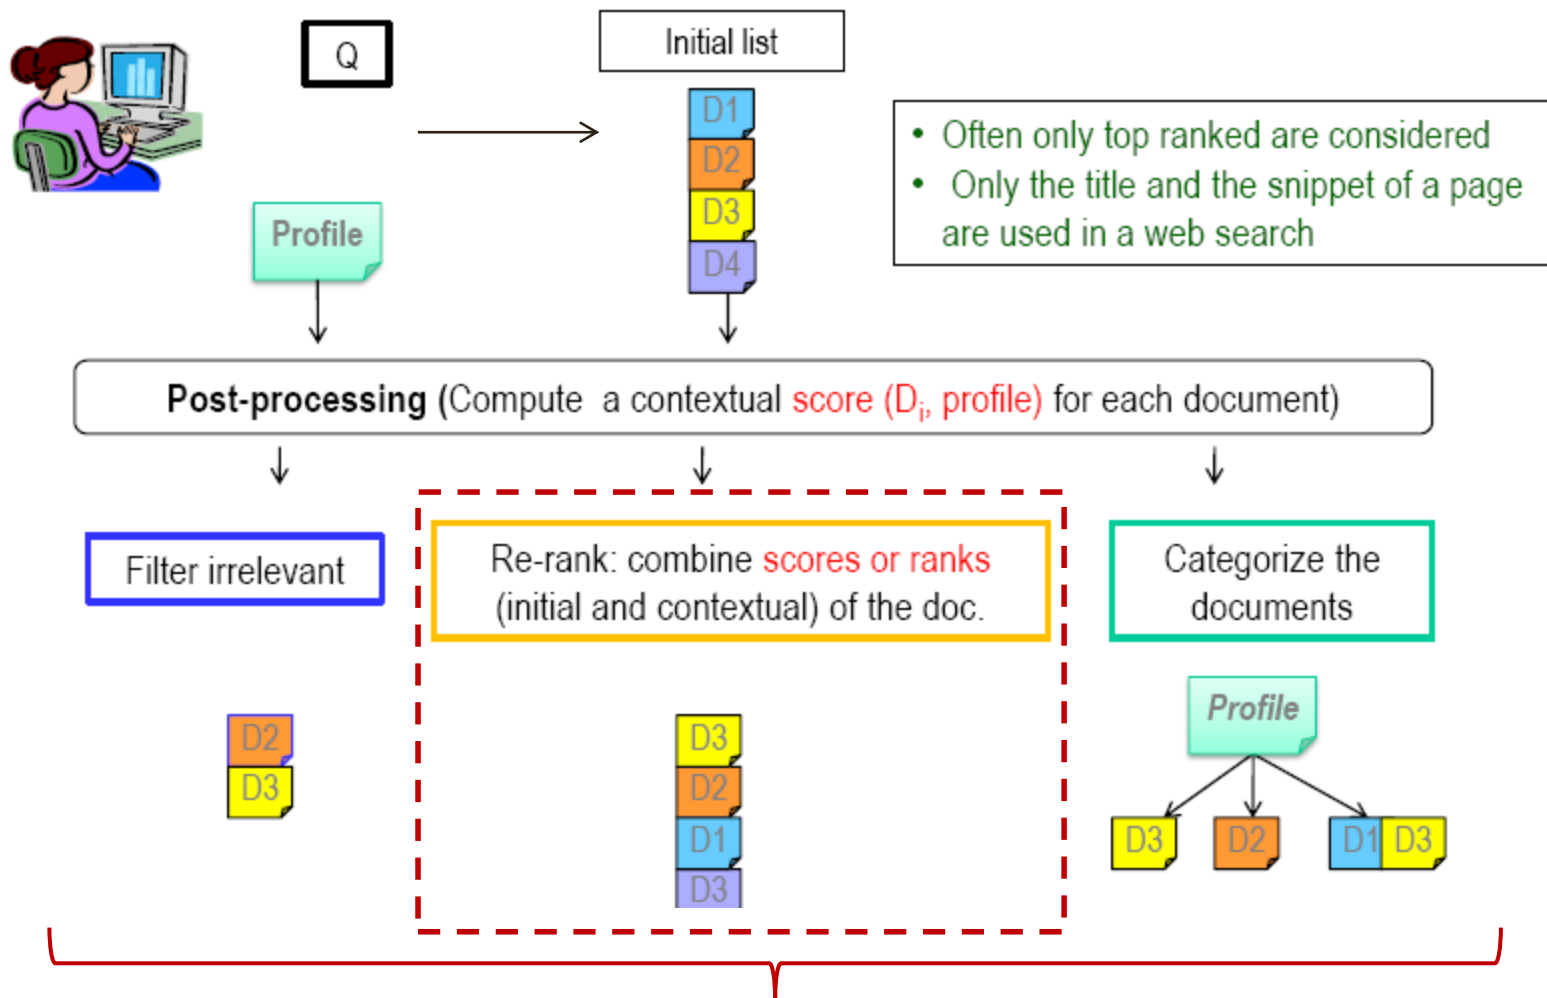 Q
Initial list
D1
D2
D3
D4
• Often only top ranked are considered
• Only the title and the snippet of a page
are used in a web search
Profile
Post-processing (Compute a contextual score (Di, profile) for each document)
Filter irrelevant
Re-rank: combine scores or ranks
(initial and contextual) of the doc.
Categorize the
documents
D2
D3
D3
D2
D1
D3
Profile
D3
D2
D1
D3